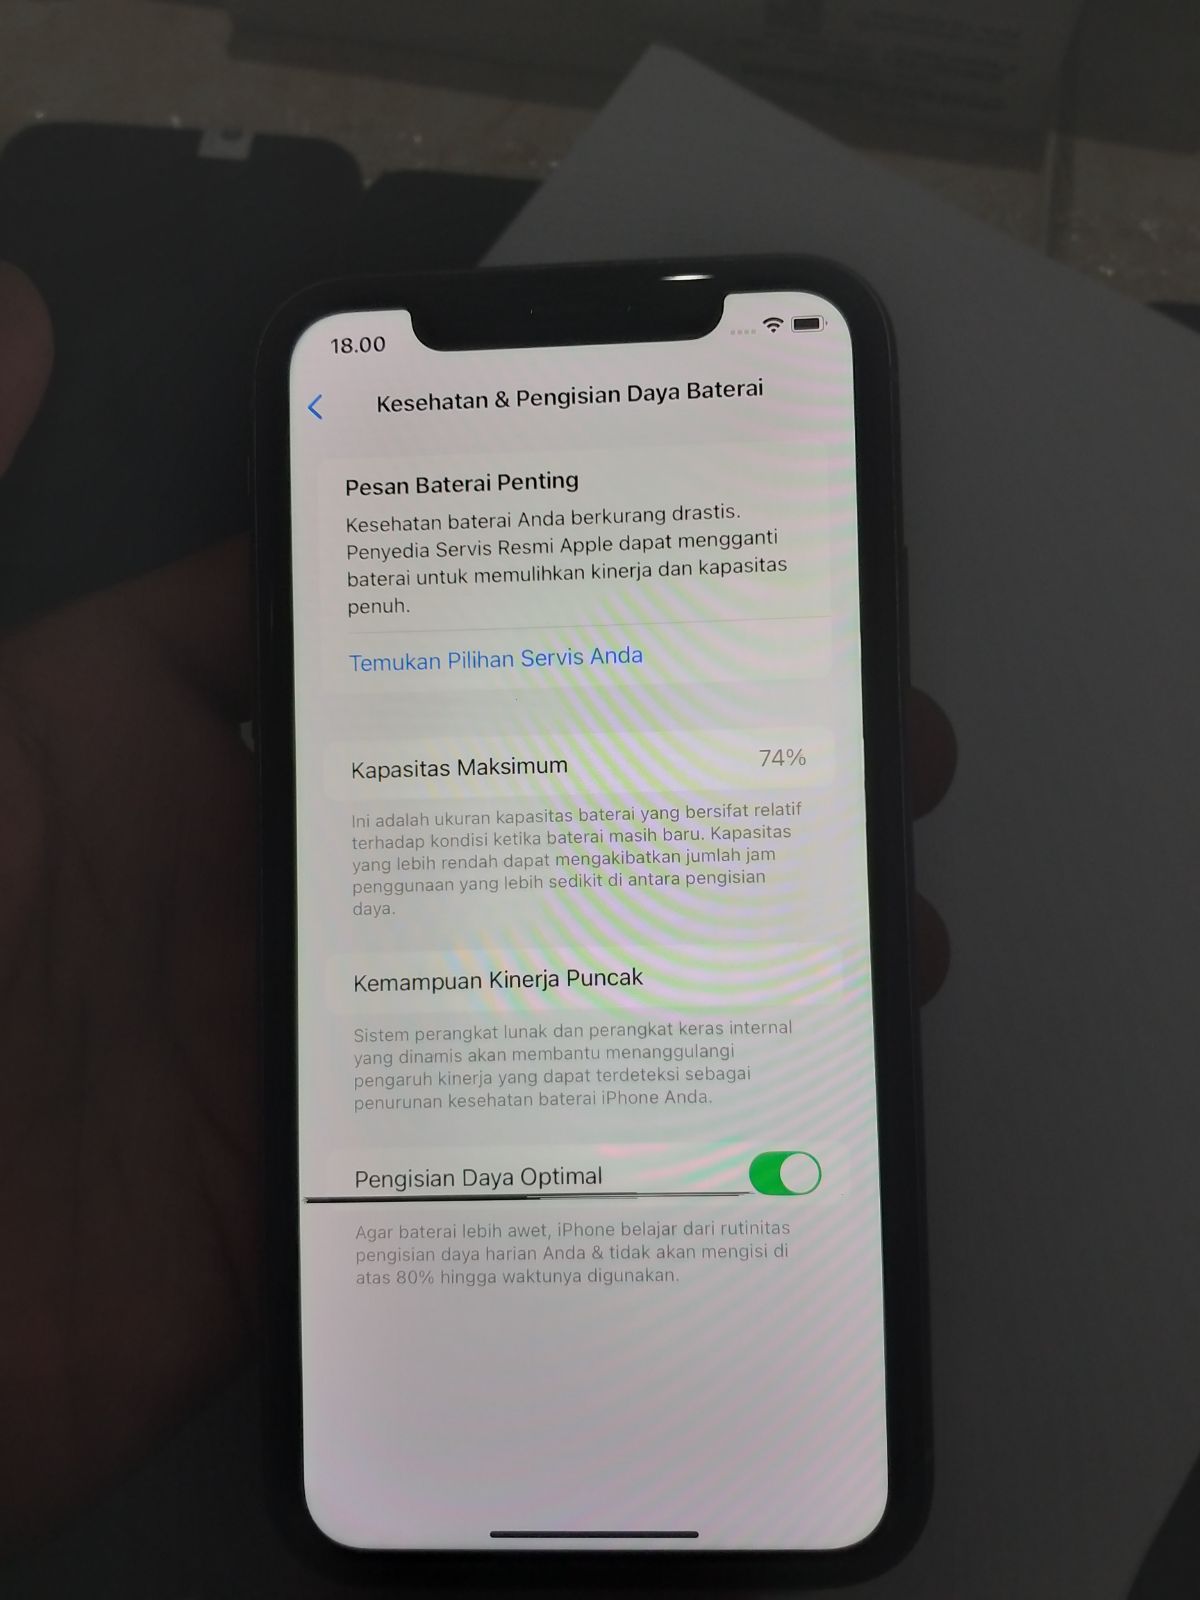 18.00
Kesehatan & Pengisian Daya Baterai
Pesan Baterai Penting
Kesehatan baterai Anda berkurang drastis.
Penyedia Servis Resmi Apple dapat mengganti
baterai untuk memulihkan kinerja dan kapasitas
penuh.
Temukan Pilihan Servis Anda
Kapasitas Maksimum 74%
Ini adalah ukuran kapasitas baterai yang bersifat relatif
terhadap kondisi ketika baterai masih baru. Kapasitas
yang lebih rendah dapat mengakibatkan jumlah jam
penggunaan yang lebih sedikit di antara pengisian
daya.
Kemampuan Kinerja Puncak
Sistem perangkat lunak dan perangkat keras internal
yang dinamis akan membantu menanggulangi
pengaruh kinerja yang dapat terdeteksi sebagai
penurunan kesehatan baterai iPhone Anda.
Pengisian Daya Optimal
Agar baterai lebih awet, iPhone belajar dari rutinitas
pengisian daya harian Anda & tidak akan mengisi di
atas 80% hingga waktunya digunakan.